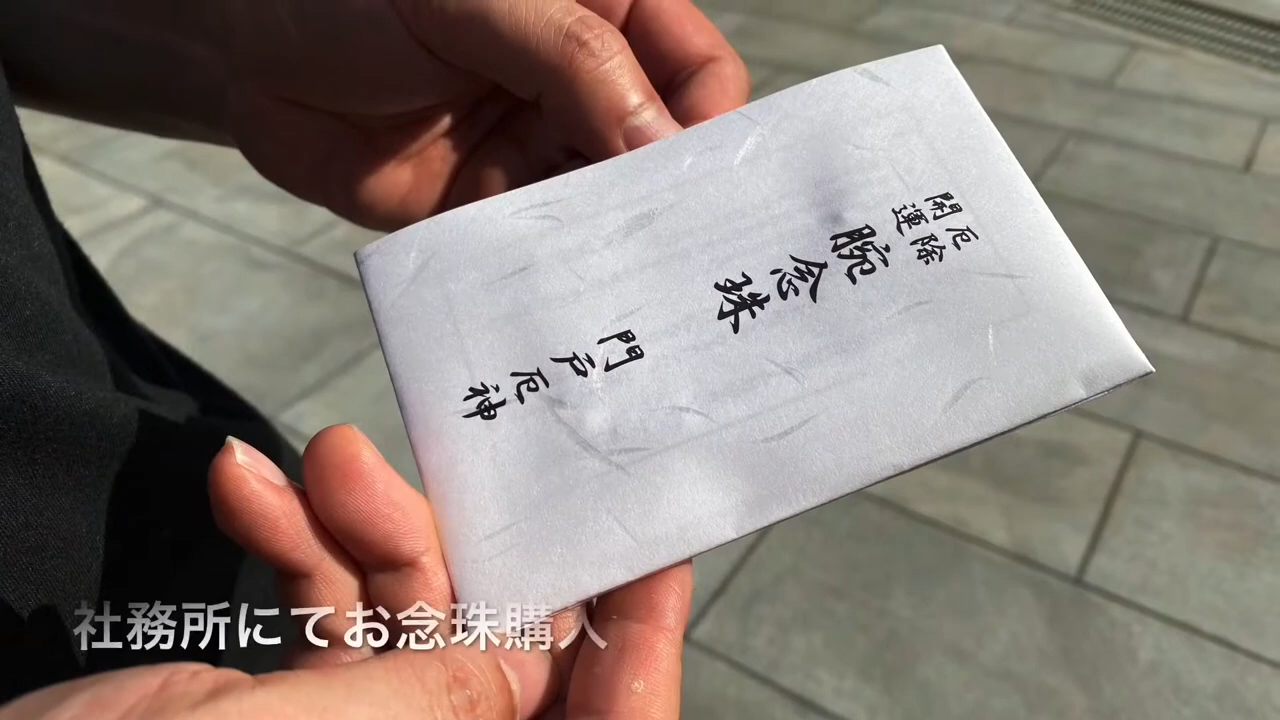 厄除
開運
腕念珠
門戸厄神
社務所にてお念珠購入